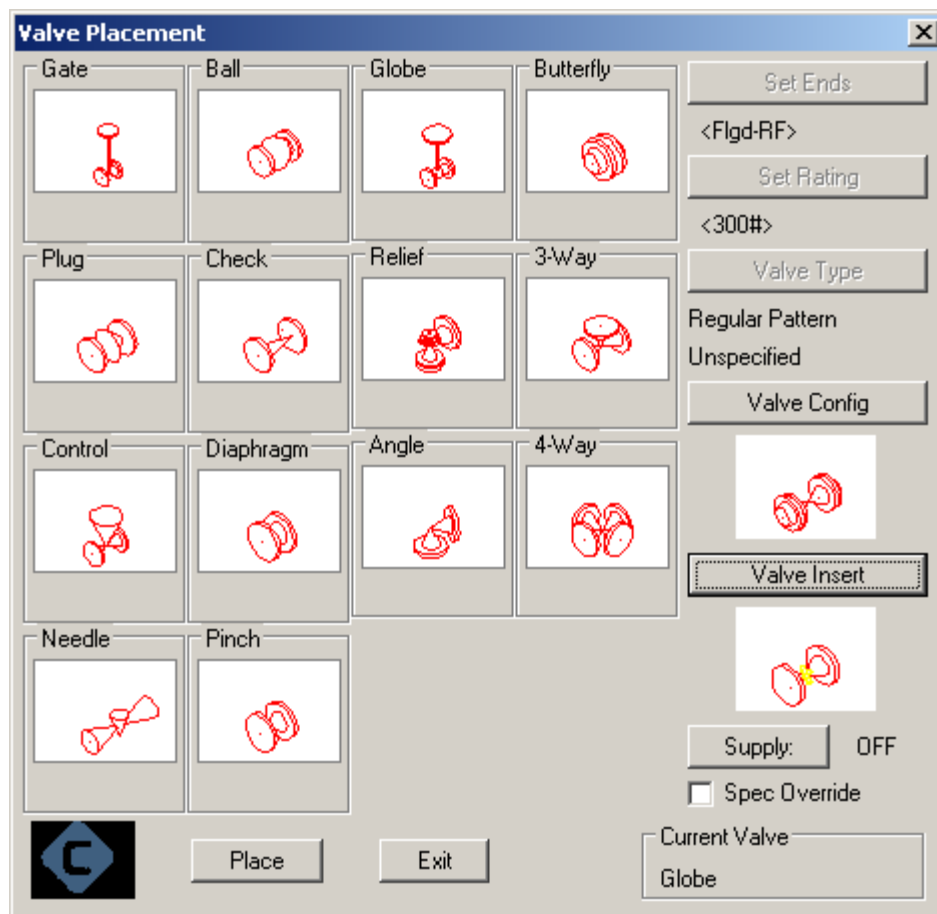 Valve Placement
Gate
Ball
Globe
Butterfly
Set Ends
<Flgd-RF>
Set Rating
<300#>
Plug
Check
Relief
3-Way
Valve Type
Regular Pattern
Unspecified
Valve Config
Control
Diaphragm
Angle
4-Way
Valve Insert
Needle
Pinch
Supply:
OFF
Spec Override
C
Place
Exit
Current Valve
Globe